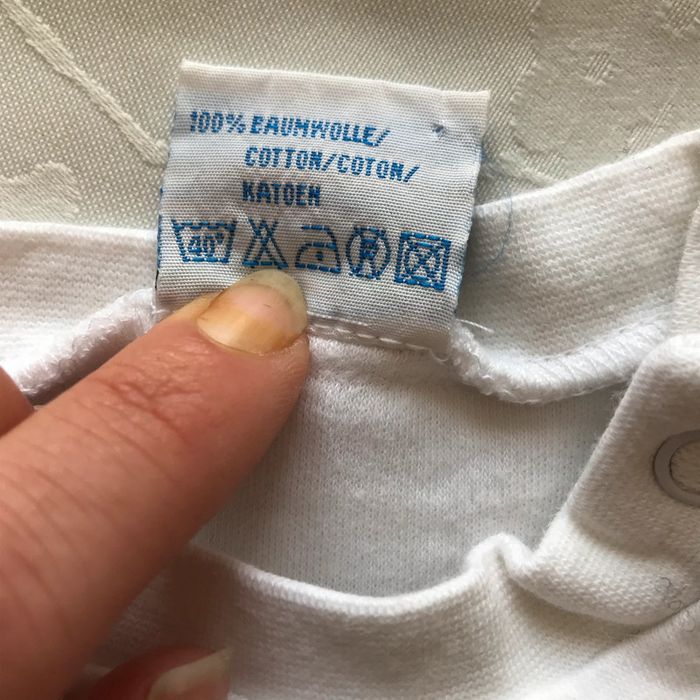 100% BAUMWOLLE/
COTTON/COTON/
KATOEN
40°
R